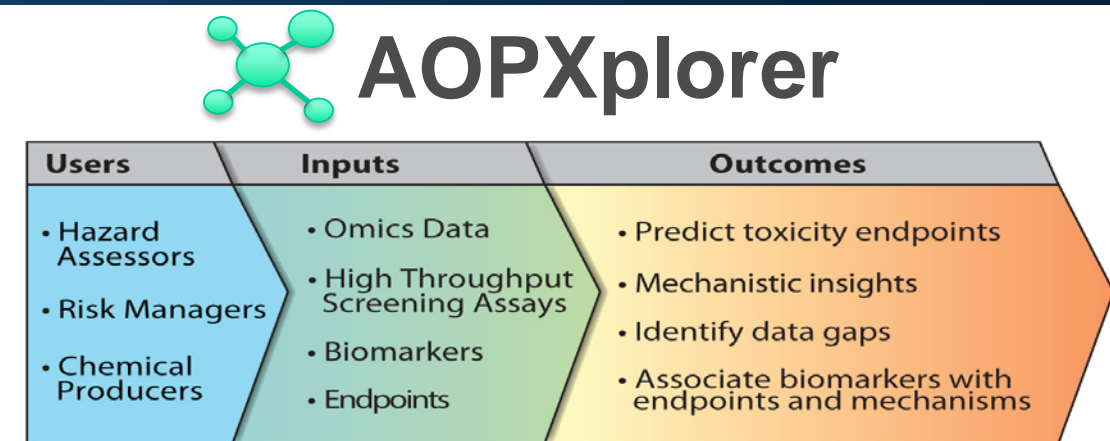 AOPXplorer
Users
Inputs
Outcomes
• Hazard
Assessors
• Risk Managers
• Chemical
Producers
• Omics Data
• High Throughput
Screening Assays
• Biomarkers
• Endpoints
• Predict toxicity endpoints
• Mechanistic insights
• Identify data gaps
• Associate biomarkers with
endpoints and mechanisms